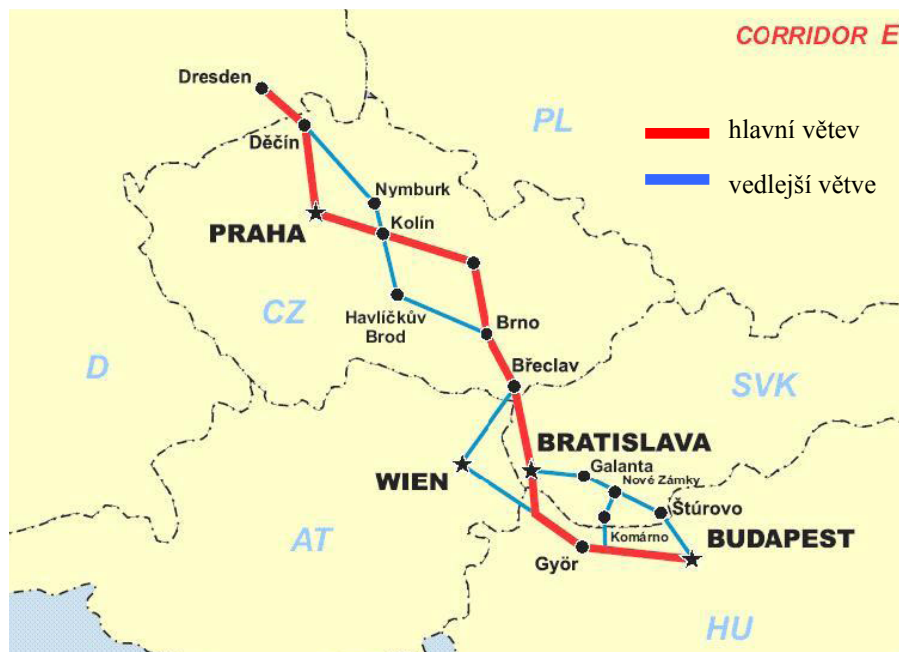 CORRIDOR E
Dresden
PL
hlavní větev
Děčín
vedlejší větve
Nymburk
Kolín
PRAHA
CZ
Havlíčkův
Brod
Brno
Břeclav
D
SVK
BRATISLAVA
WIEN
Galanta
Nové Zámky
Štúrovo
Komárno
BUDAPEST
AT
Györ
HU